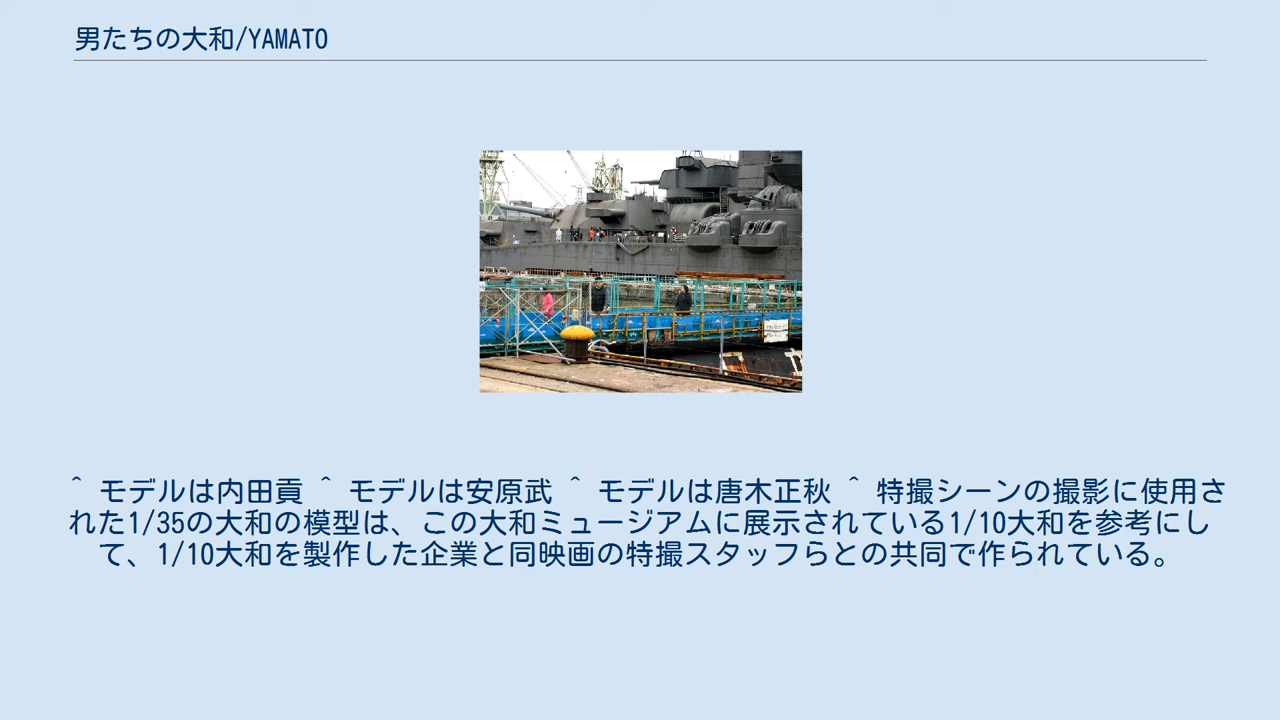 男たちの大和/YAMATO
^ モデルは内田貢 ^ モデルは安原武 ^ モデルは唐木正秋 ^ 特撮シーンの撮影に使用さ
れた1/35の大和の模型は、この大和ミュージアムに展示されている1/10大和を参考にし
て、1/10大和を製作した企業と同映画の特撮スタッフらとの共同で作られている。